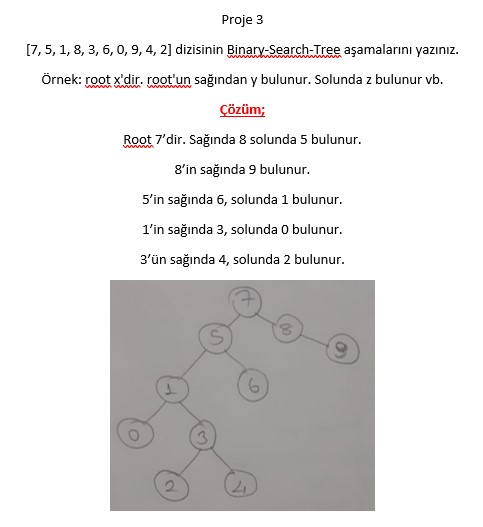 Proje 3
[7, 5, 1, 8, 3, 6, 0, 9, 4, 2] dizisinin Binary-Search-Tree aşamalarını yazınız.
Örnek: root x'dir. root'un sağından y bulunur. Solunda z bulunur vb.
Çözüm;
Root 7’dir. Sağında 8 solunda 5 bulunur.
8’in sağında 9 bulunur.
5’in sağında 6, solunda 1 bulunur.
1’in sağında 3, solunda 0 bulunur.
3’ün sağında 4, solunda 2 bulunur.
7
5 8
9
1 6
0 3
2 4